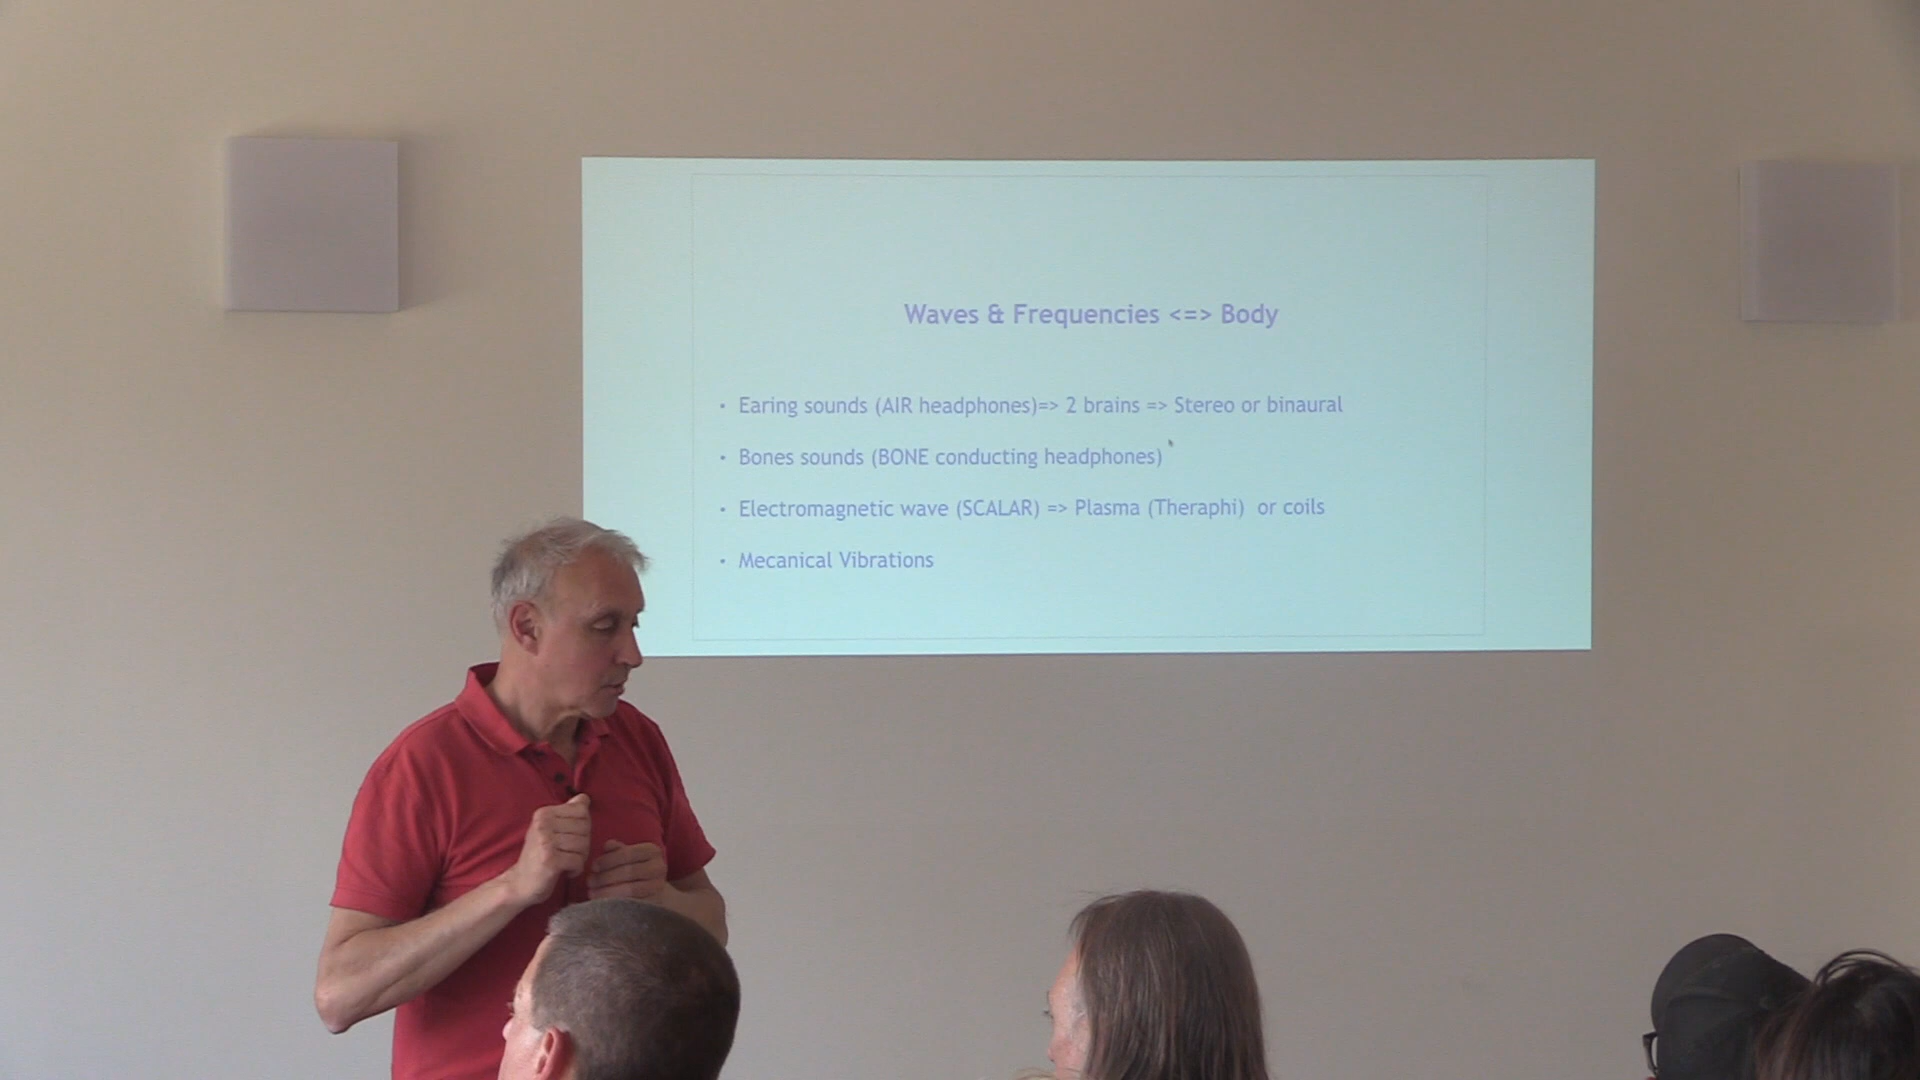 Waves & Frequencies <=> Body
• Earing sounds (AIR headphones)=> 2 brains => Stereo or binaural
• Bones sounds (BONE conducting headphones)
• Electromagnetic wave (SCALAR) => Plasma (Theraphi) or coils
• Mecanical Vibrations